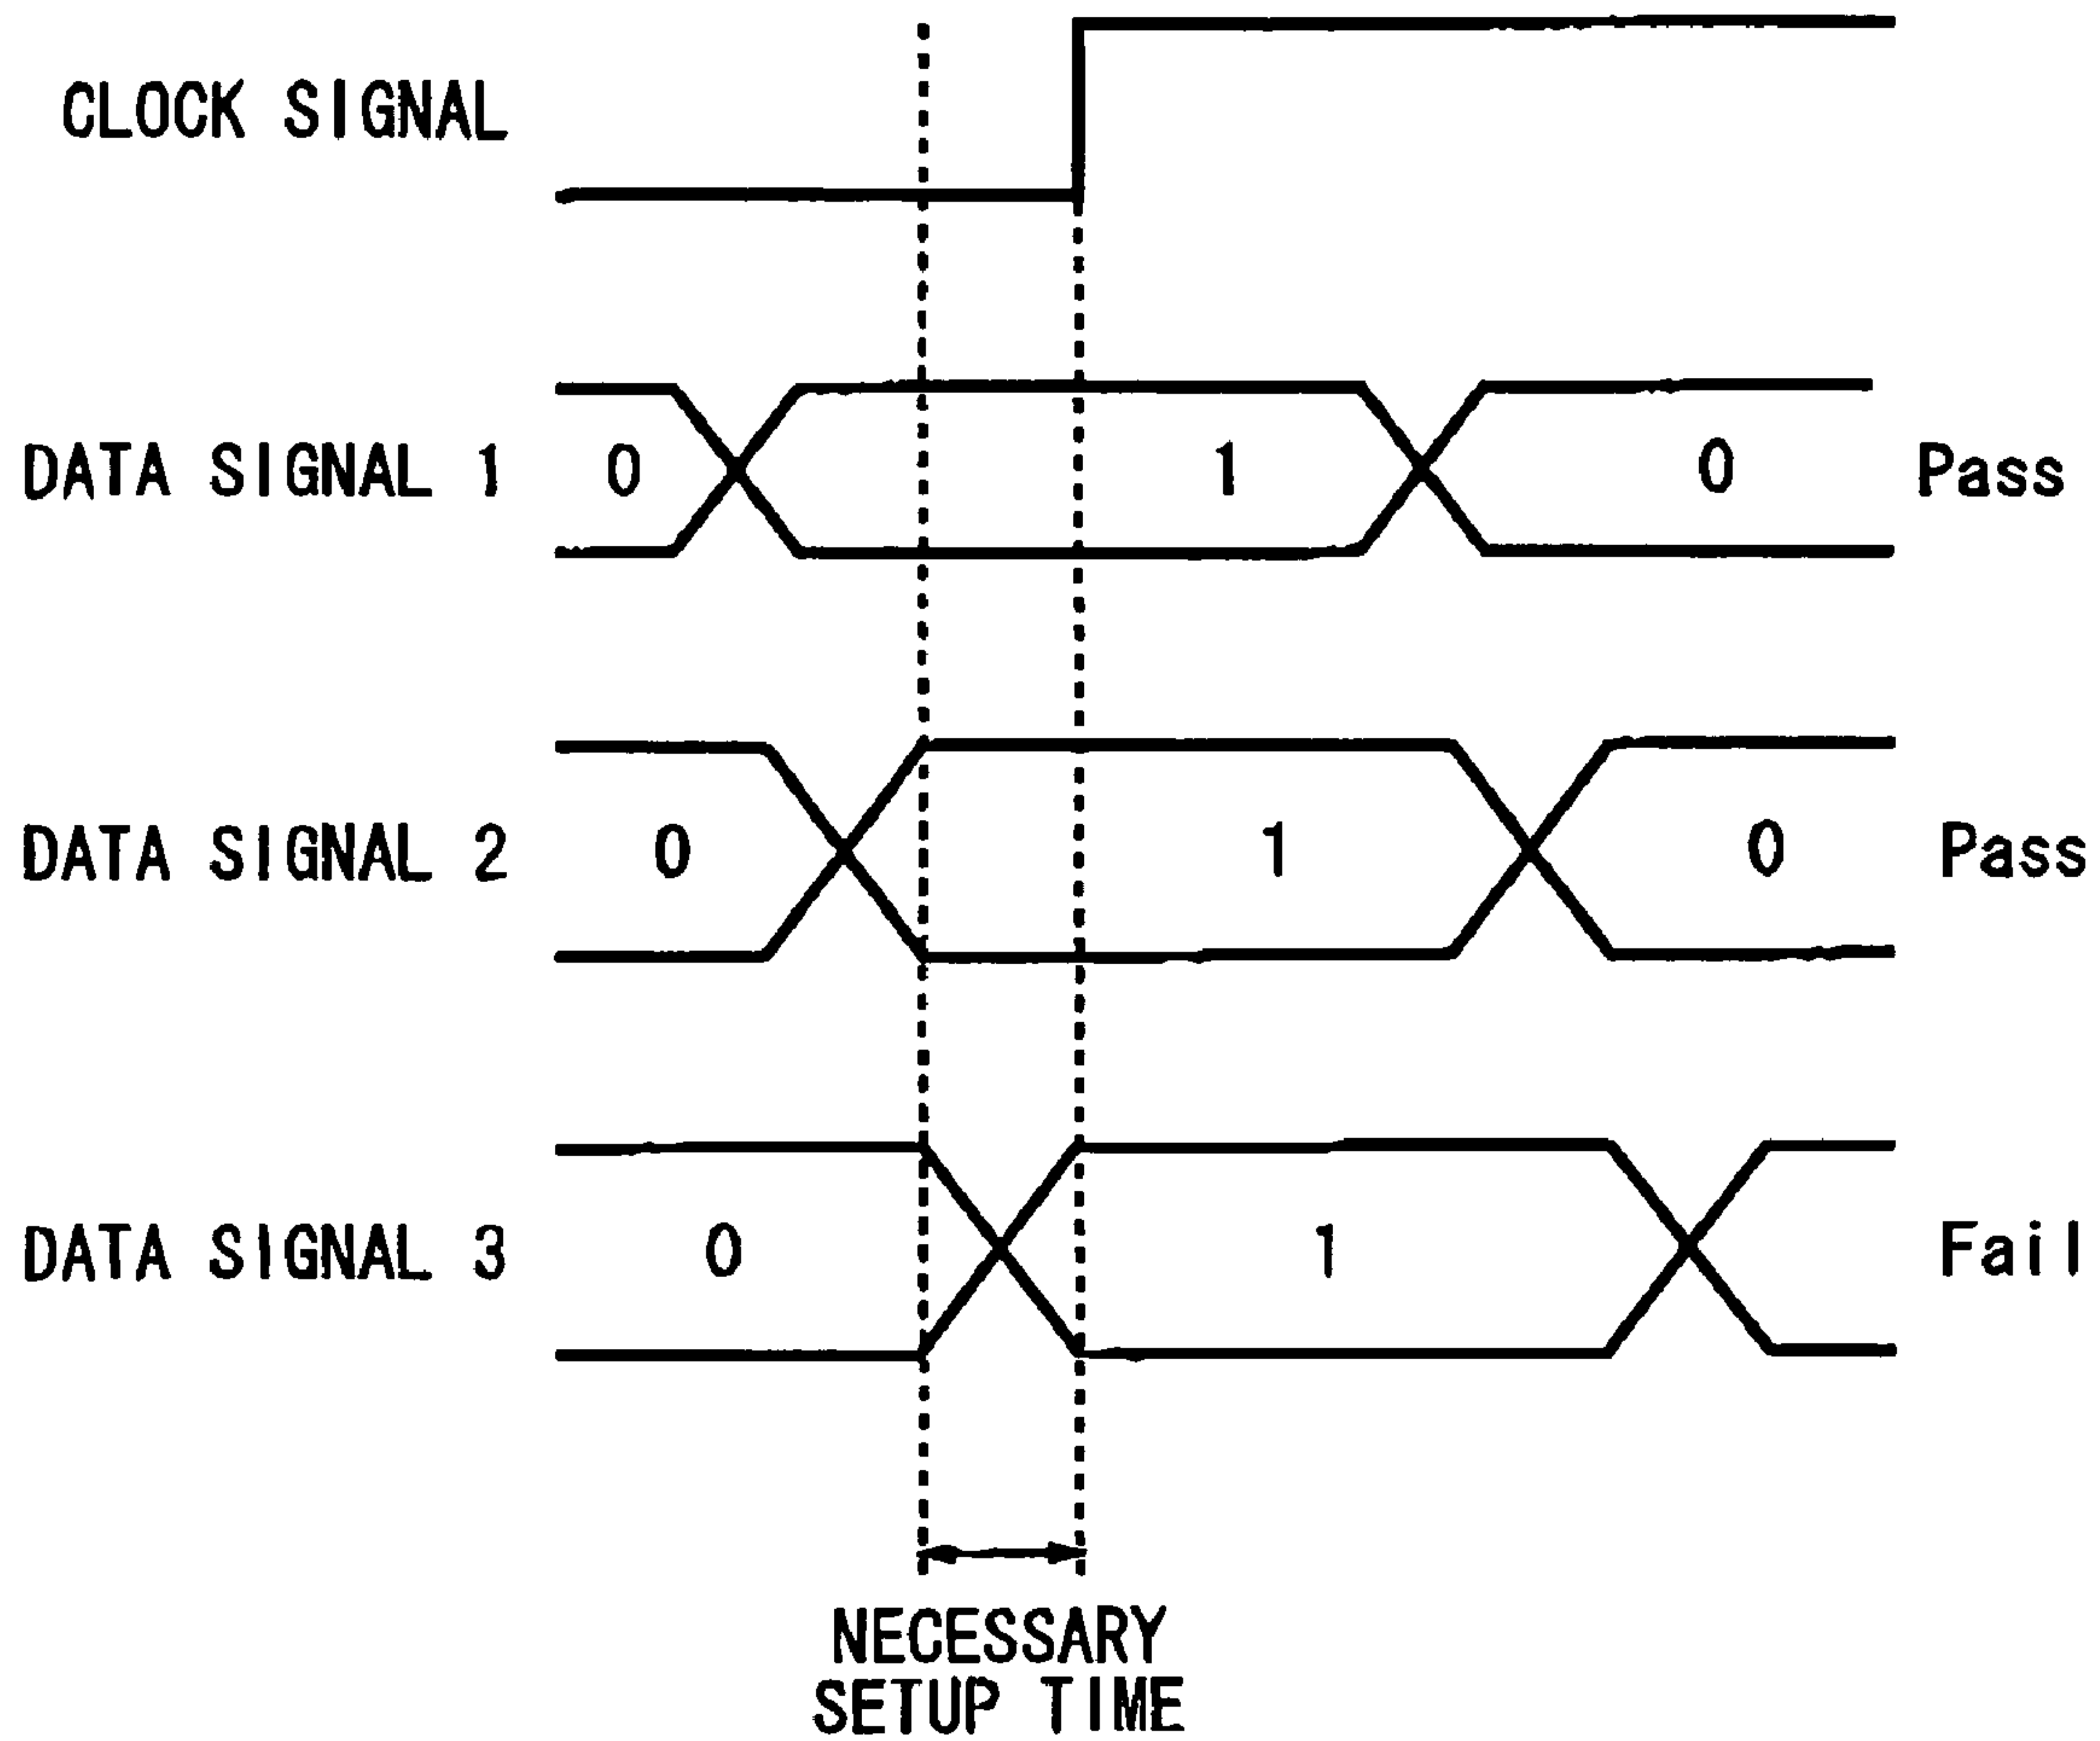 CLOCK SIGNAL
DATA SIGNAL 1 0 1 0 Pass
DATA SIGNAL 2 0 1 0 Pass
DATA SIGNAL 3 0 1 Fail
NECESSARY
SETUP TIME